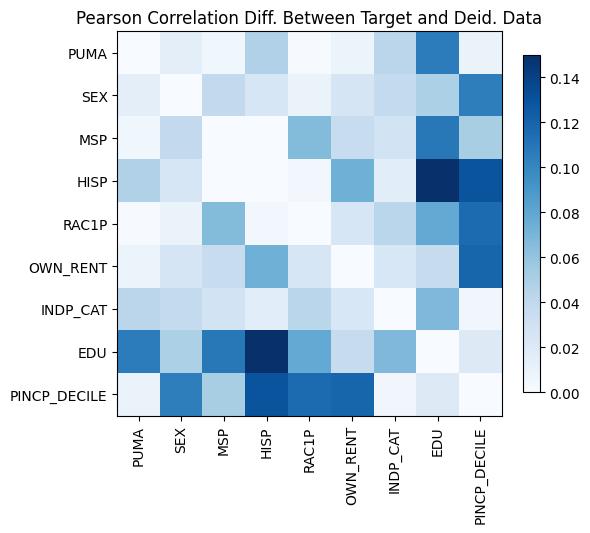 Pearson Correlation Diff. Between Target and Deid. Data
PUMA
SEX
MSP
HISP
RAC1P
OWN_RENT
INDP_CAT
EDU
PINCP_DECILE
PUMA
SEX
MSP
HISP
RAC1P
OWN_RENT
INDP_CAT
EDU
PINCP_DECILE
0.14
0.12
0.10
0.08
0.06
0.04
0.02
0.00